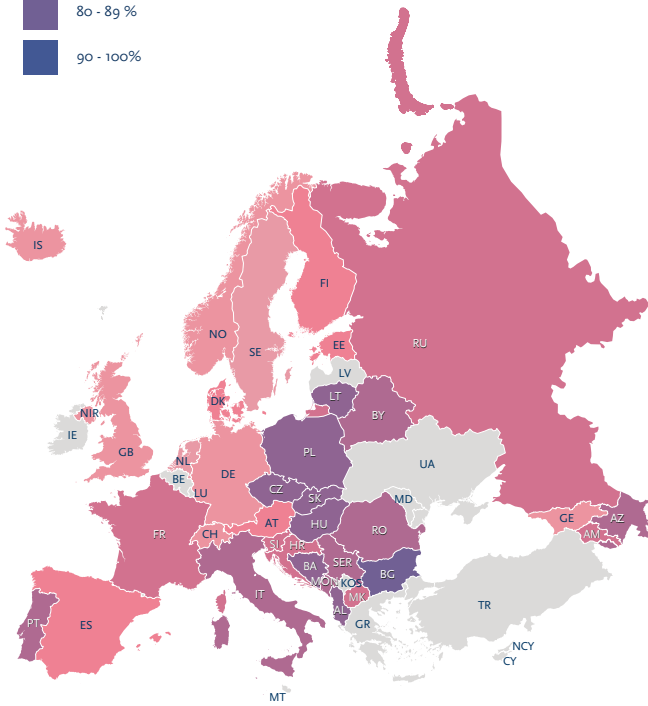 80 - 89 %
90 - 100%
IS
FI
NO
RU
EE
SE
LV
LT
DK
NIR
BY
IE
GB
PL
NL
UA
DE
BE
CZ
LU
SK
MD
AT
HU
GE
AZ
RO
FR
CH
AM
SI
HR
SER
BA
BG
MON
KOS
IT
MK
AL
TR
PT
ES
GR
NCY
CY
MT